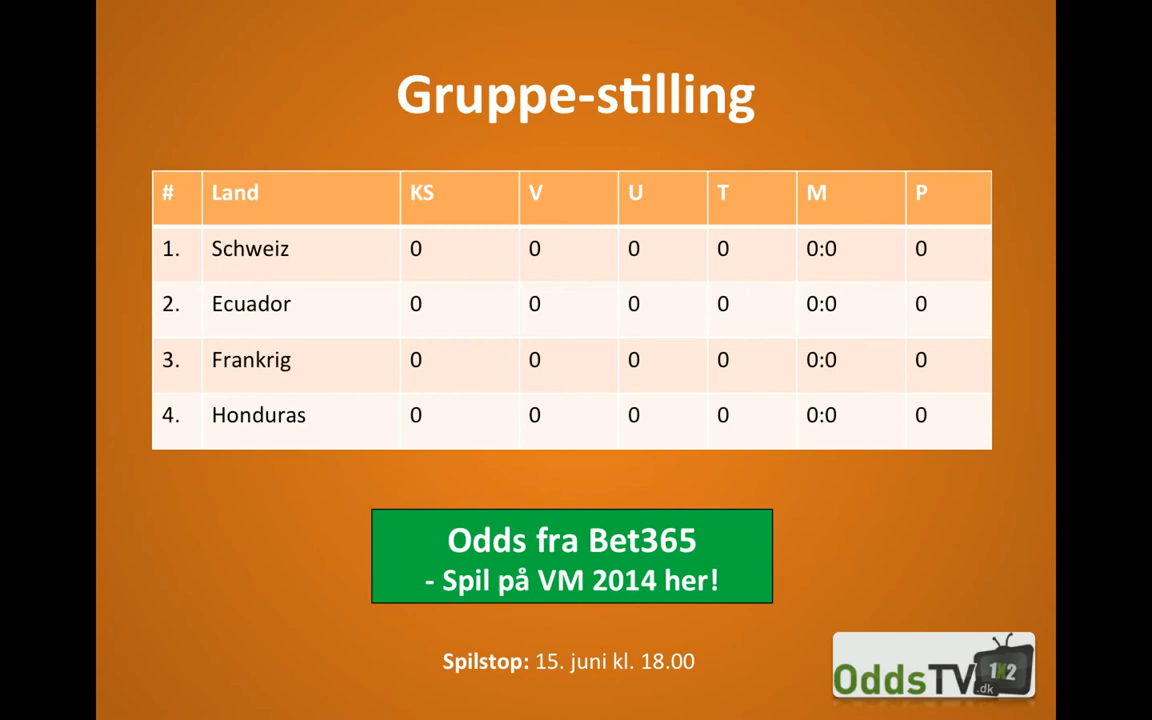 Gruppe-stilling
# Land KS V U T M P
1. Schweiz 0 0 0 0 0:0 0
2. Ecuador 0 0 0 0 0:0 0
3. Frankrig 0 0 0 0 0:0 0
4. Honduras 0 0 0 0 0:0 0
Odds fra Bet365
- Spil på VM 2014 her!
Spilstop: 15. juni kl. 18.00
OddsTV.dk 1X2